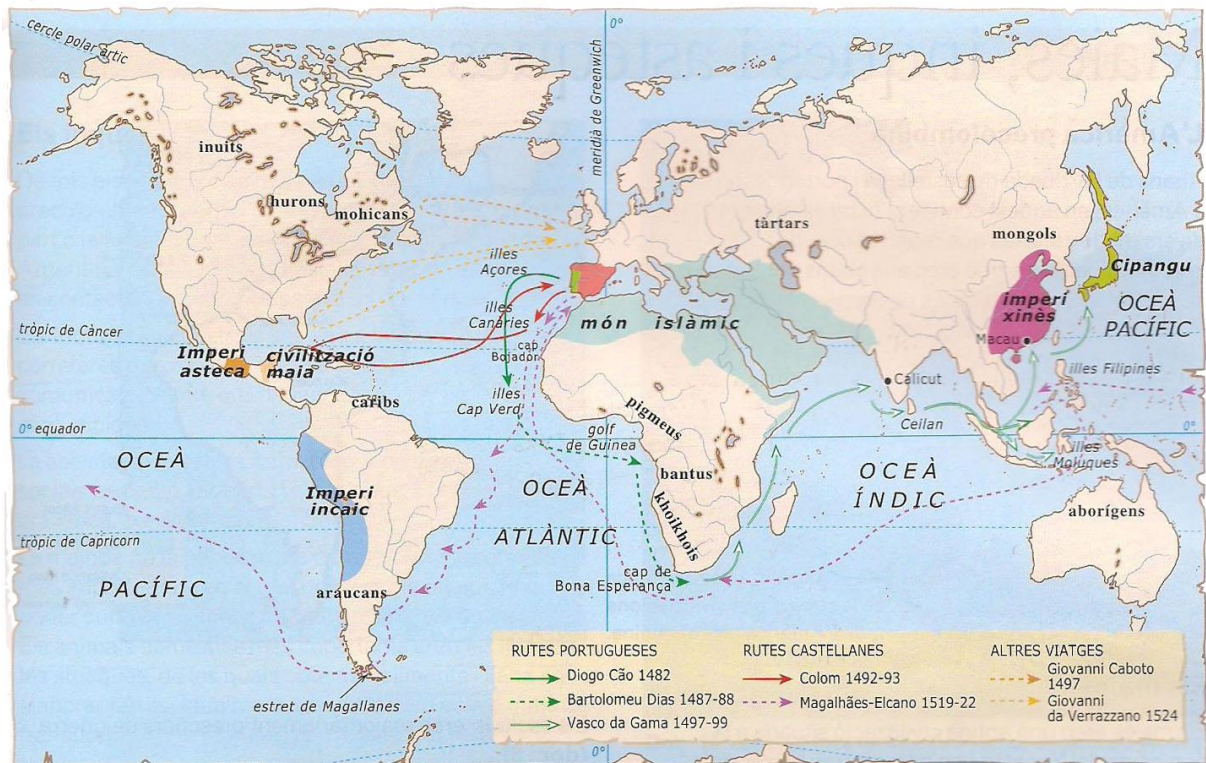 cercle polar àrtic
0°
meridià de Greenwich
inuits
hurons
mohicans
tàrtars
mongols
illes
Açores
Cipangu
imperi
xinès
OCEÀ
PACÍFIC
illes
Canàries
món islàmic
tròpic de Càncer
cap
Bojador
Macau
Imperi
asteca
civilització
maia
illes Filipines
Calicut
illes
Cap Verd
caribs
pigmeus
Ceilan
0° equador
golf
de Guinea
0°
illes
Moluques
OCEÀ
bantus
OCEÀ
ÍNDIC
Imperi
incaic
OCEÀ
khoikhois
aborígens
tròpic de Capricorn
ATLÀNTIC
PACÍFIC
cap de
Bona Esperança
araucans
estret de Magallanes
RUTES PORTUGUESES
Diogo Cão 1482
Bartolomeu Dias 1487-88
Vasco da Gama 1497-99
RUTES CASTELLANES
Colom 1492-93
Magalhães-Elcano 1519-22
ALTRES VIATGES
Giovanni Caboto
1497
Giovanni
da Verrazzano 1524
0°